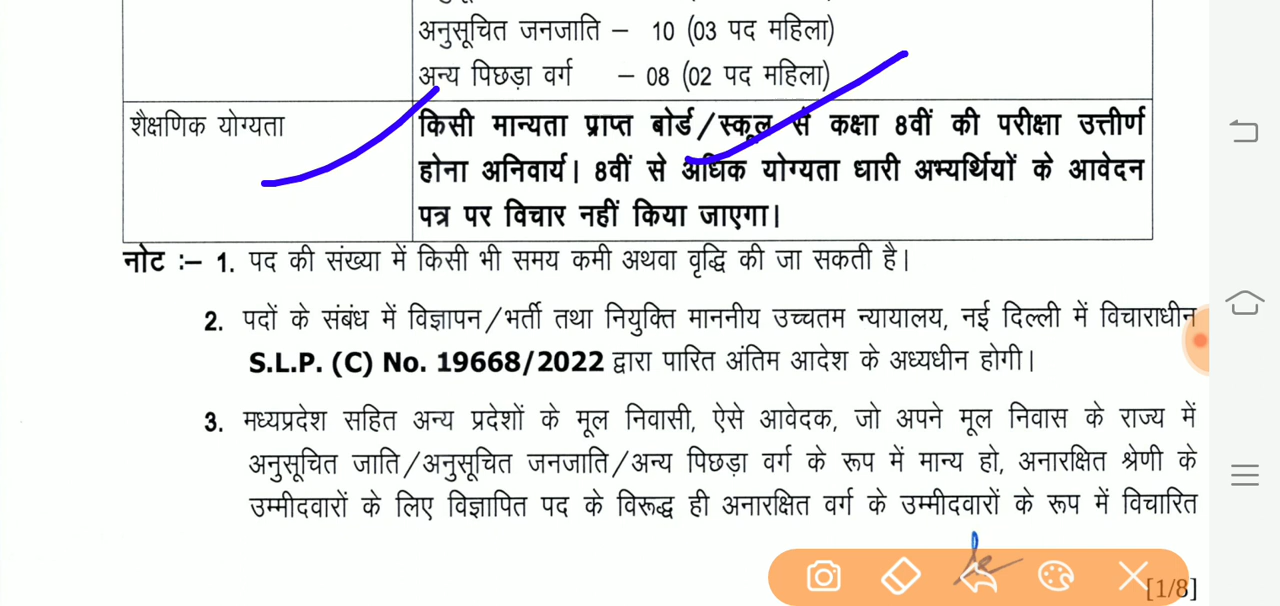 अनुसूचित जनजाति – 10 (03 पद महिला)
अन्य पिछड़ा वर्ग – 08 (02 पद महिला)
शैक्षणिक योग्यता
किसी मान्यता प्राप्त बोर्ड/स्कूल से कक्षा 8वीं की परीक्षा उत्तीर्ण
होना अनिवार्य। 8वीं से अधिक योग्यता धारी अभ्यर्थियों के आवेदन
पत्र पर विचार नहीं किया जाएगा।
नोट :– 1. पद की संख्या में किसी भी समय कमी अथवा वृद्धि की जा सकती है।
2. पदों के संबंध में विज्ञापन/भर्ती तथा नियुक्ति माननीय उच्चतम न्यायालय, नई दिल्ली में विचाराधीन
S.L.P. (C) No. 19668/2022 द्वारा पारित अंतिम आदेश के अध्यधीन होगी।
3. मध्यप्रदेश सहित अन्य प्रदेशों के मूल निवासी, ऐसे आवेदक, जो अपने मूल निवास के राज्य में
अनुसूचित जाति/अनुसूचित जनजाति/अन्य पिछड़ा वर्ग के रूप में मान्य हो, अनारक्षित श्रेणी के
उम्मीदवारों के लिए विज्ञापित पद के विरूद्ध ही अनारक्षित वर्ग के उम्मीदवारों के रूप में विचारित
[1/8]